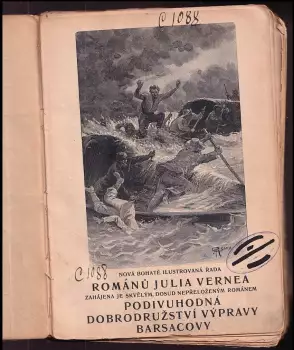 C 1088
C 1088
NOVÁ BOHATĚ ILUSTROVANÁ ŘADA
ROMÁNŮ JULIA VERNEA
ZAHÁJENA JE SKVĚLÝM, DOSUD NEPŘELOŽENÝM ROMÁNEM
PODIVUHODNÁ
DOBRODRUŽSTVÍ VÝPRAVY
BARSACOVY